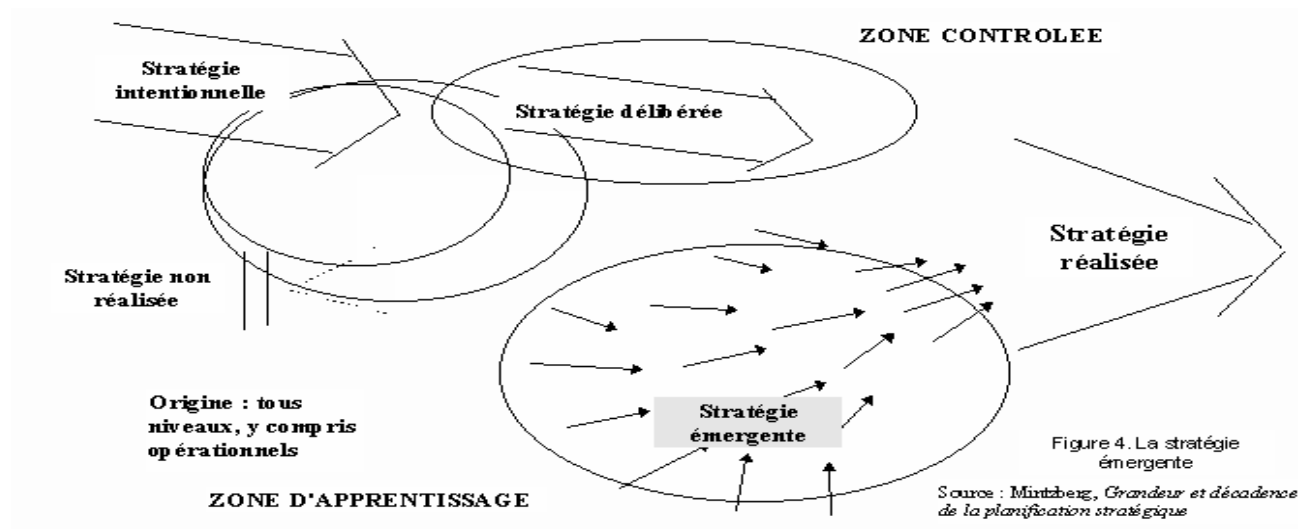 ZONE CONTROLEE
Stratégie
intentionnelle
Stratégie délibérée
Stratégie
réalisée
Stratégie non
réalisée
Origine : tous
niveaux, y compris
opérationnels
Stratégie
émergente
ZONE D'APPRENTISSAGE
Figure 4. La stratégie
émergente
Source : Mintzberg, Grandeur et décadence
de la planification stratégique